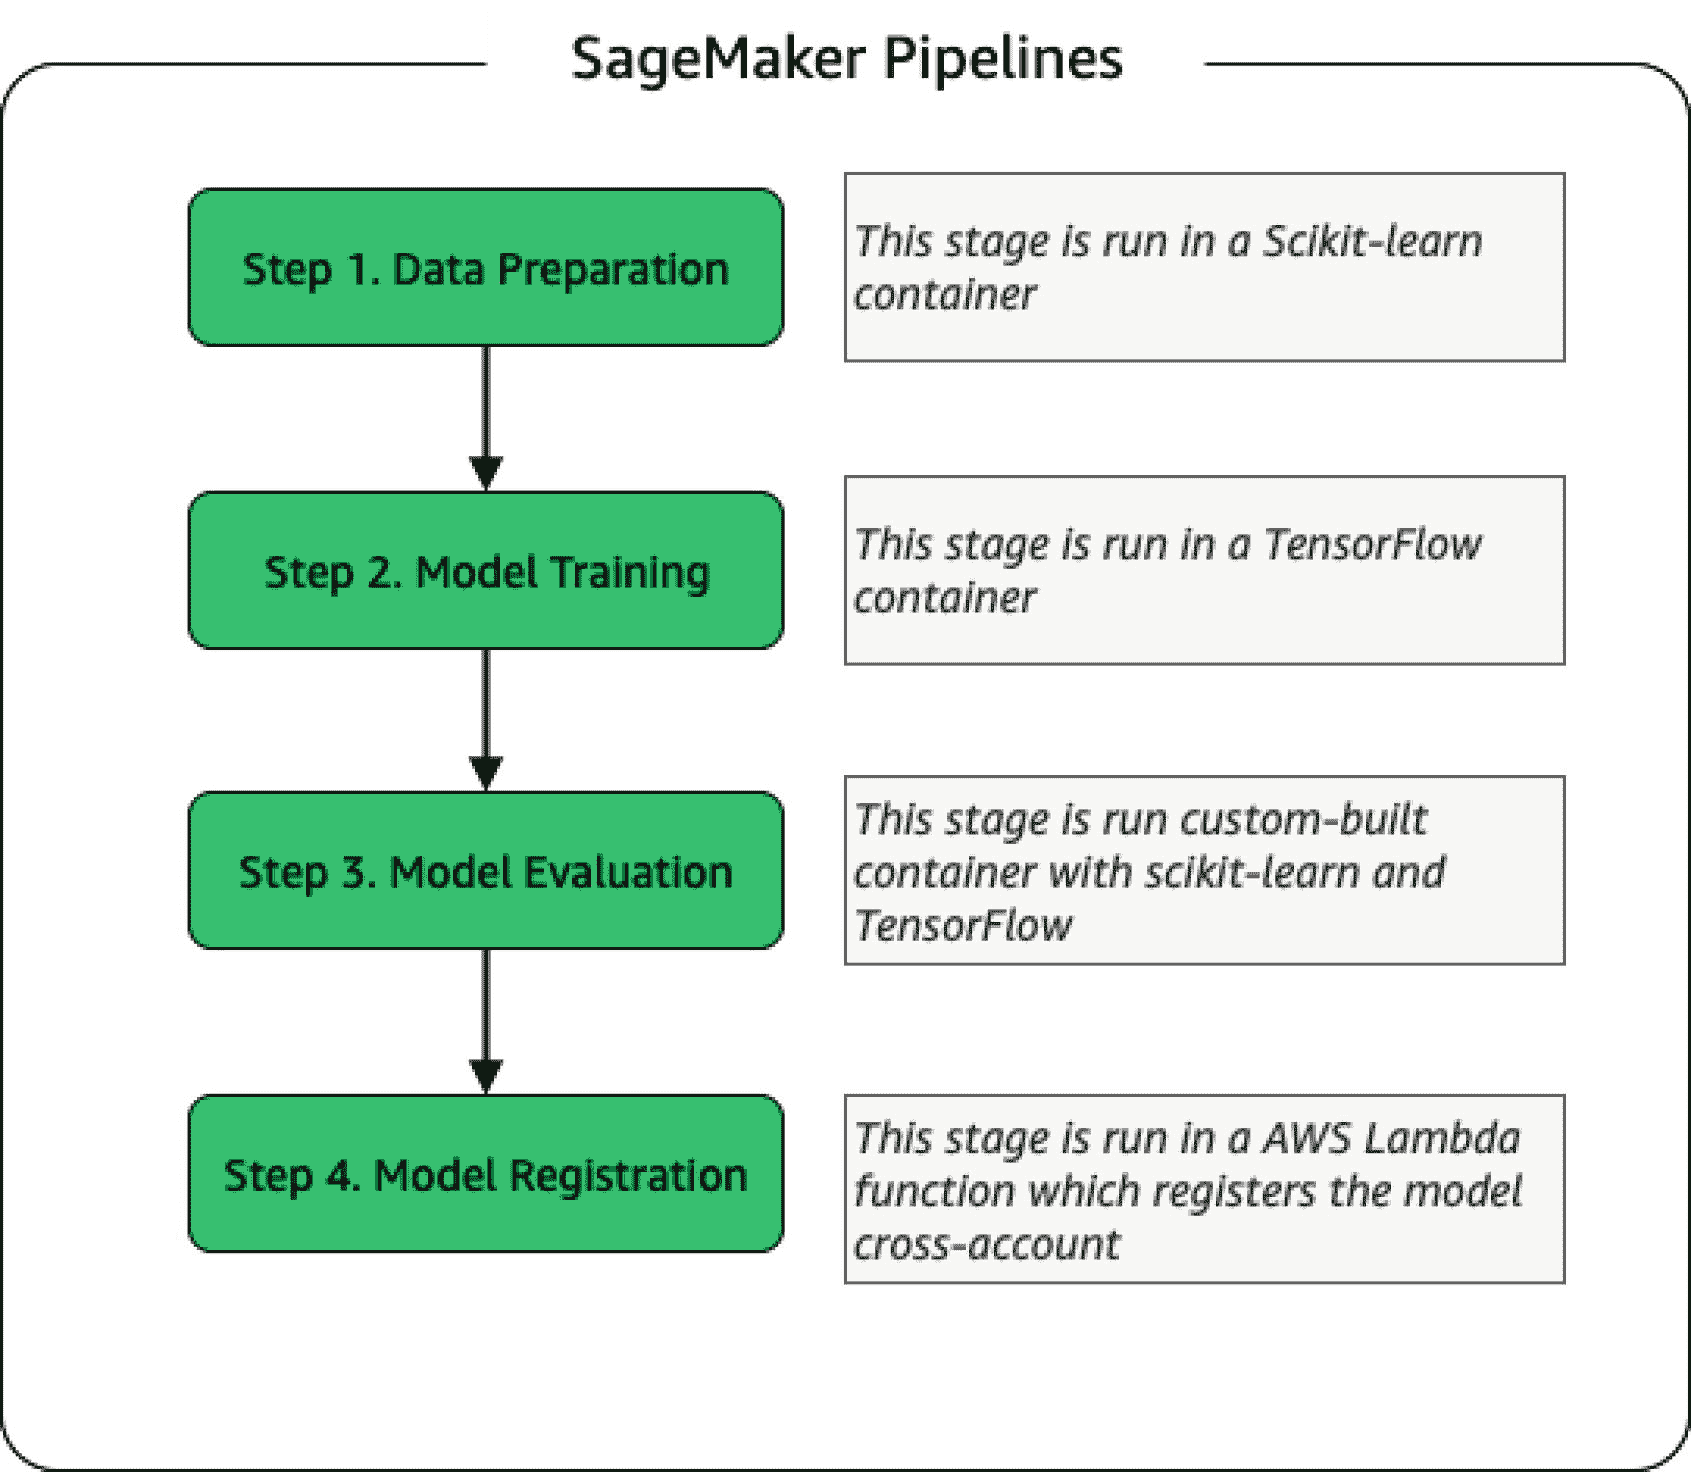 SageMaker Pipelines
Step 1. Data Preparation
This stage is run in a Scikit-learn
container
Step 2. Model Training
This stage is run in a TensorFlow
container
Step 3. Model Evaluation
This stage is run custom-built
container with scikit-learn and
TensorFlow
Step 4. Model Registration
This stage is run in a AWS Lambda
function which registers the model
cross-account